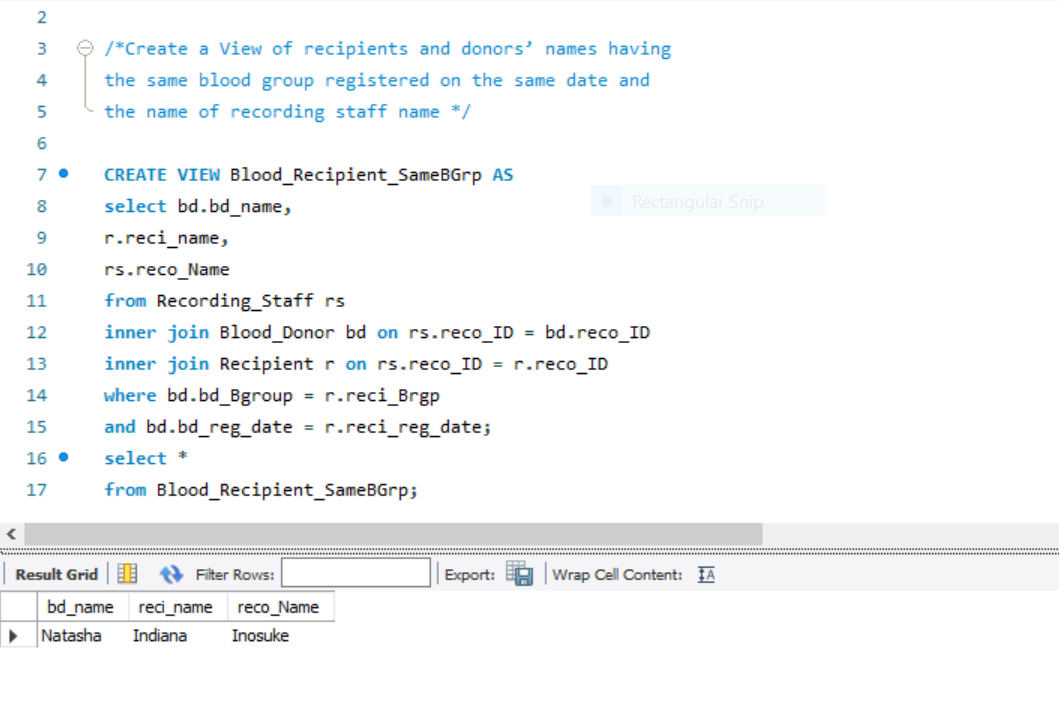 2
3 /*Create a View of recipients and donors’ names having
4 the same blood group registered on the same date and
5 the name of recording staff name */
6
7 CREATE VIEW Blood_Recipient_SameBGrp AS
8 select bd.bd_name,
Rectangular Snip
9 r.reci_name,
10 rs.reco_Name
11 from Recording_Staff rs
12 inner join Blood_Donor bd on rs.reco_ID = bd.reco_ID
13 inner join Recipient r on rs.reco_ID = r.reco_ID
14 where bd.bd_Bgroup = r.reci_Brgp
15 and bd.bd_reg_date = r.reci_reg_date;
16 select *
17 from Blood_Recipient_SameBGrp;
Result Grid Filter Rows: Export: Wrap Cell Content: IA
bd_name reci_name reco_Name
Natasha Indiana Inosuke